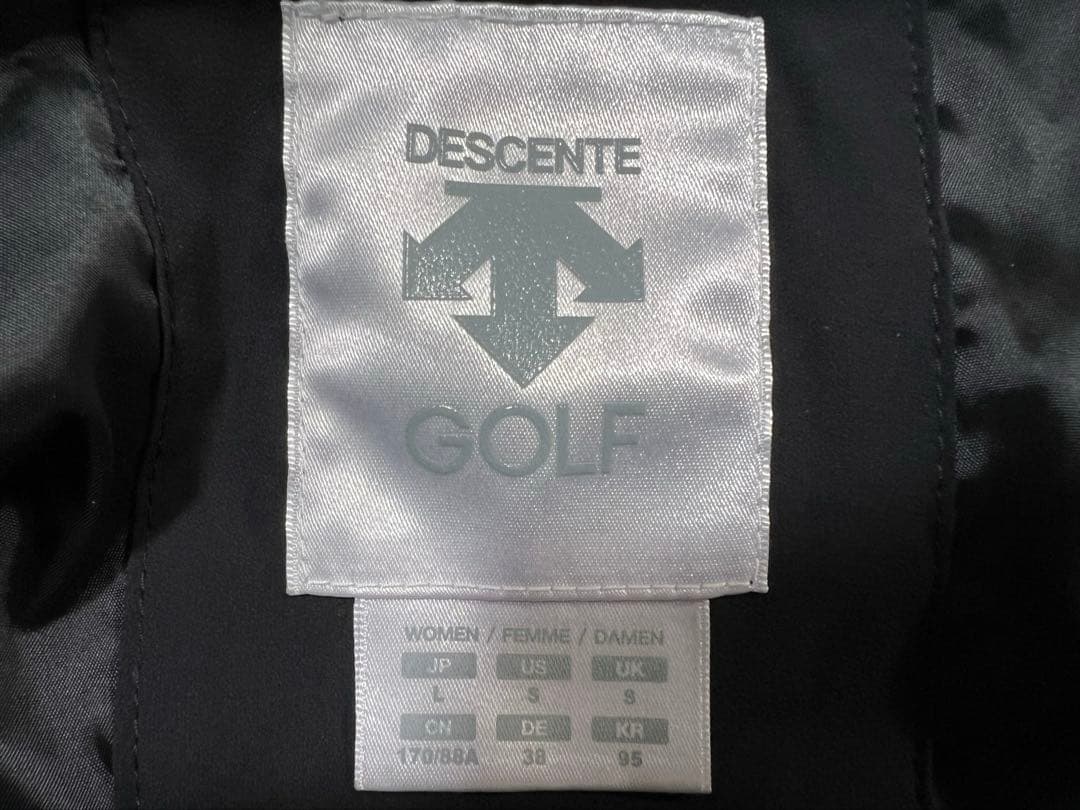 DESCENTE
GOLF
WOMEN / FEMME / DAMEN
JP US UK
L S S
CN DE KR
170/88A 38 95